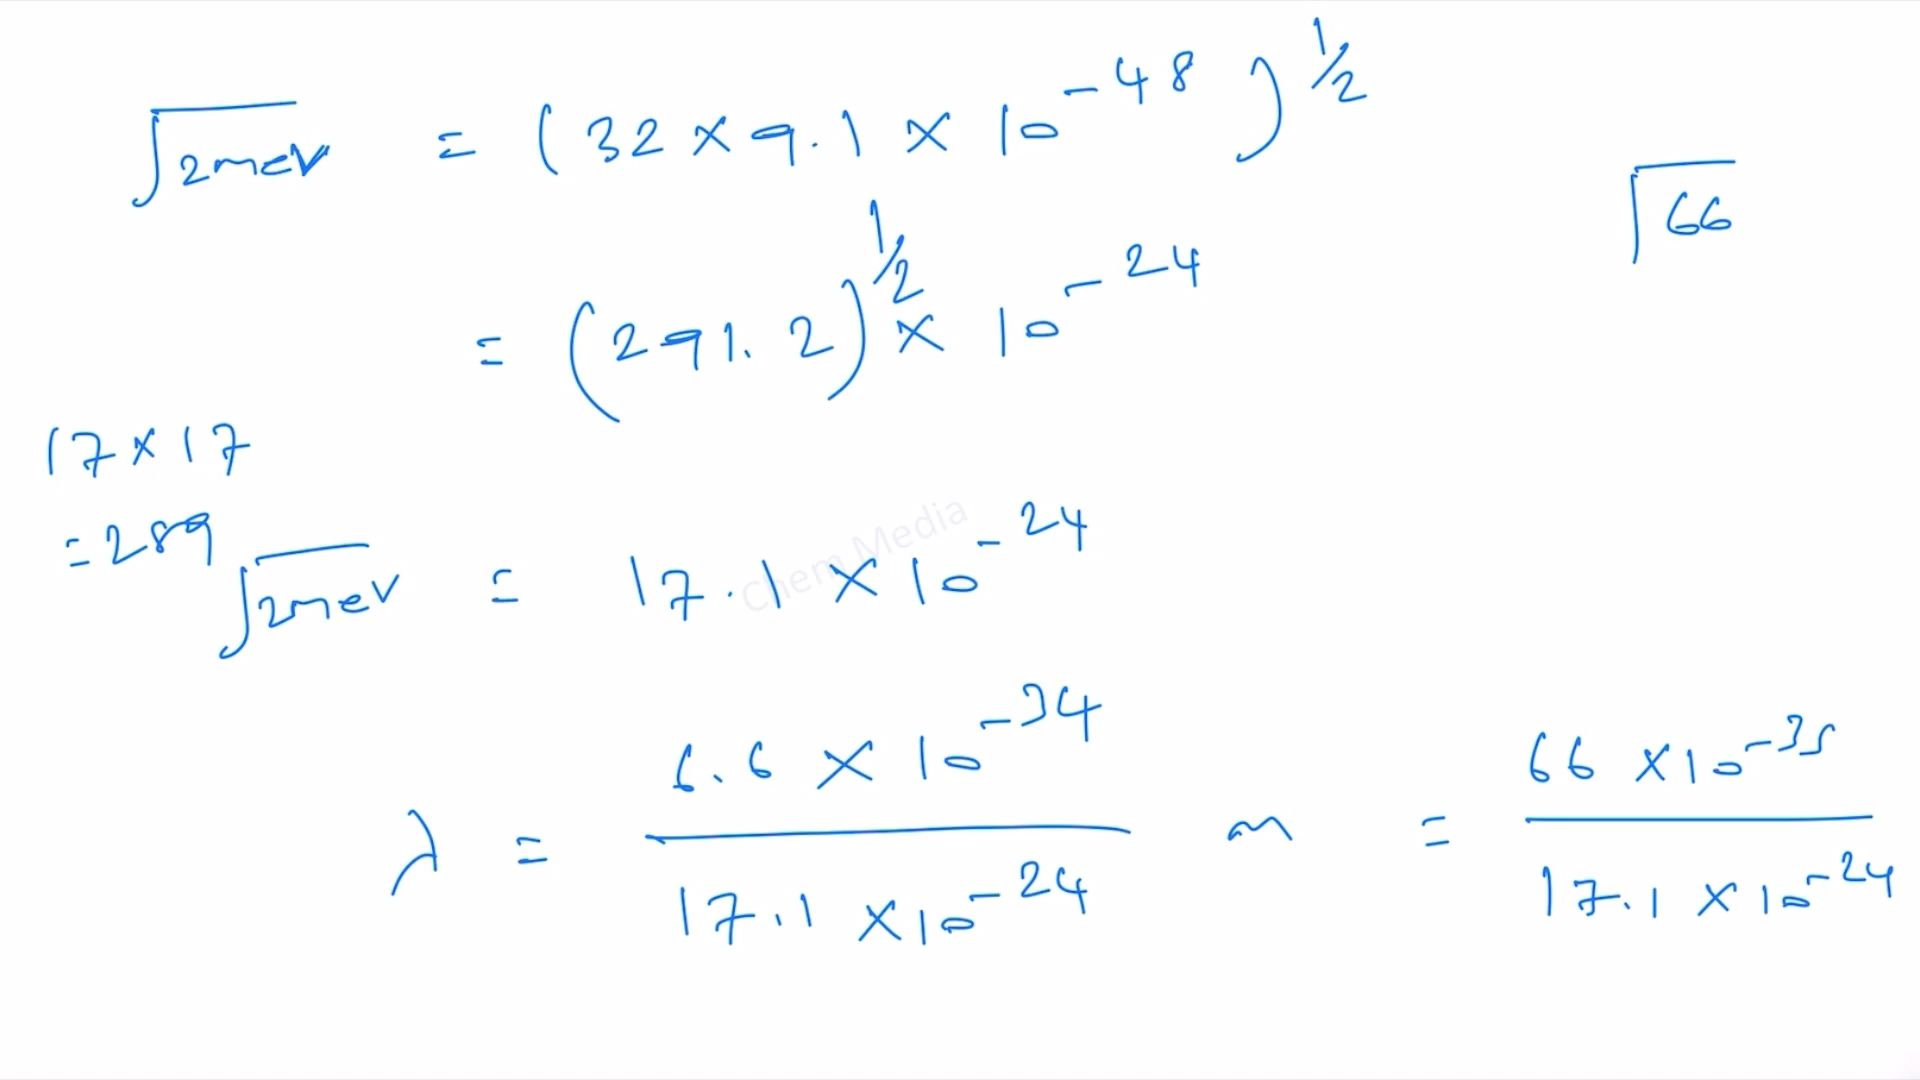 √2meV = (32 × 9.1 × 10^-48)^1/2
√66
= (291.2)^1/2 × 10^-24
17 × 17
= 289
√2meV = 17.1 × 10^-24
Chem Media
λ = 6.6 × 10^-34 / 17.1 × 10^-24 m = 66 × 10^-35 / 17.1 × 10^-24